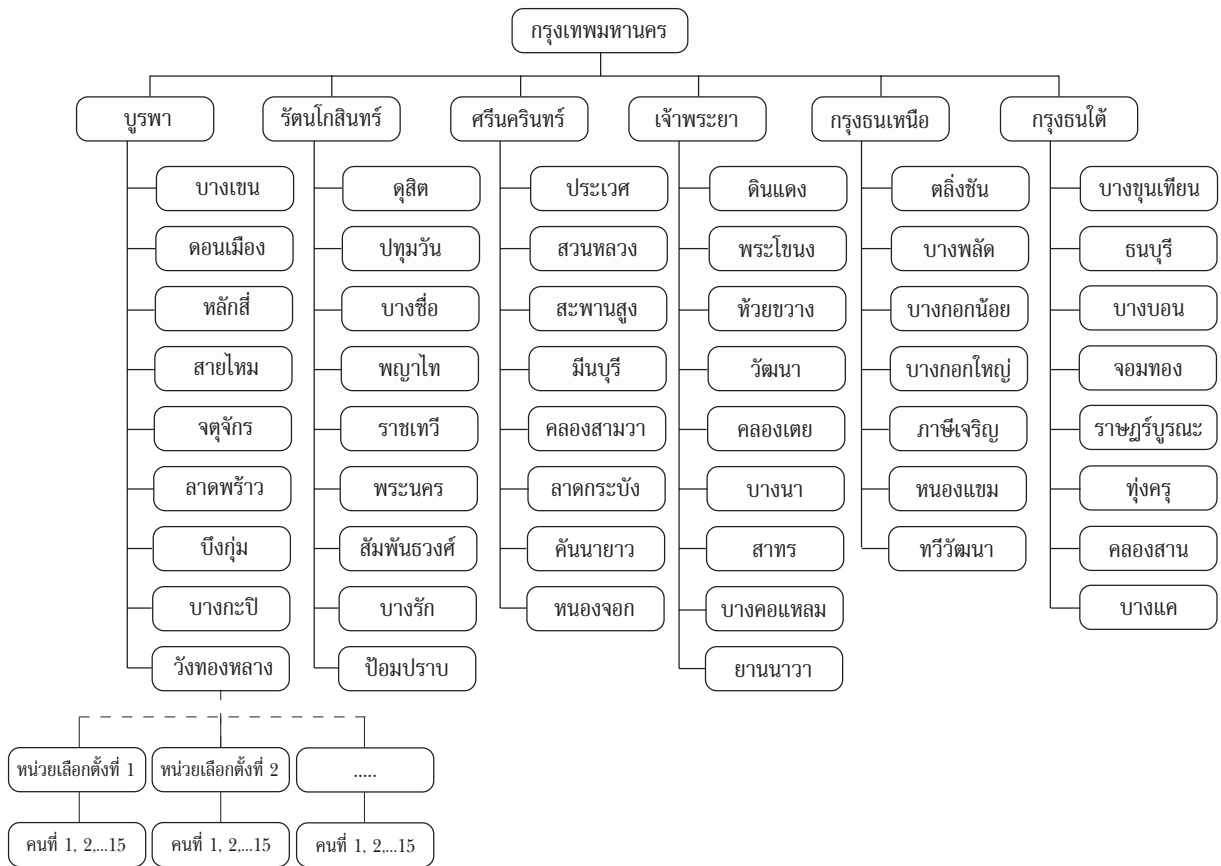 กรุงเทพมหานคร
บูรพา
รัตนโกสินทร์
ศรีนครินทร์
เจ้าพระยา
กรุงธนเหนือ
กรุงธนใต้
บางเขน
ดุสิต
ประเวศ
ดินแดง
ตลิ่งชัน
บางขุนเทียน
ดอนเมือง
ปทุมวัน
สวนหลวง
พระโขนง
บางพลัด
ธนบุรี
หลักสี่
บางซื่อ
สะพานสูง
ห้วยขวาง
บางกอกน้อย
บางบอน
สายไหม
พญาไท
มีนบุรี
วัฒนา
บางกอกใหญ่
จอมทอง
จตุจักร
ราชเทวี
คลองสามวา
คลองเตย
ภาษีเจริญ
ราษฎร์บูรณะ
ลาดพร้าว
พระนคร
ลาดกระบัง
บางนา
หนองแขม
ทุ่งครุ
บึงกุ่ม
สัมพันธวงศ์
คันนายาว
สาทร
ทวีวัฒนา
คลองสาน
บางกะปิ
บางรัก
หนองจอก
บางคอแหลม
บางแค
วังทองหลาง
ป้อมปราบ
ยานนาวา
หน่วยเลือกตั้งที่ 1
หน่วยเลือกตั้งที่ 2
.....
คนที่ 1, 2,...15
คนที่ 1, 2,...15
คนที่ 1, 2,...15